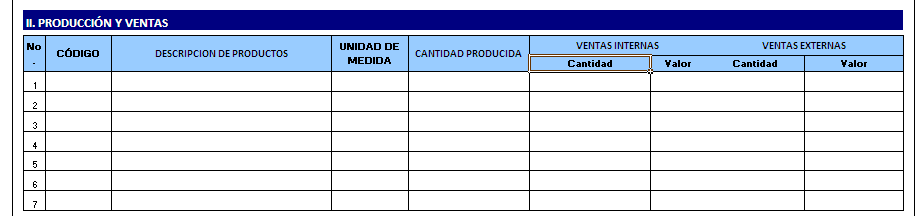 II. PRODUCCIÓN Y VENTAS
No. CÓDIGO DESCRIPCION DE PRODUCTOS UNIDAD DE MEDIDA CANTIDAD PRODUCIDA VENTAS INTERNAS VENTAS EXTERNAS
Cantidad Valor Cantidad Valor
1
2
3
4
5
6
7